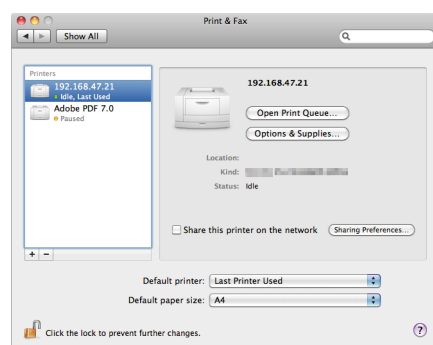 Print & Fax
Show All
Printers
192.168.47.21
Idle, Last Used
Adobe PDF 7.0
Paused
192.168.47.21
Open Print Queue...
Options & Supplies...
Location:
Kind:
Status: Idle
Share this printer on the network Sharing Preferences...
+ −
Default printer: Last Printer Used
Default paper size: A4
Click the lock to prevent further changes.
?